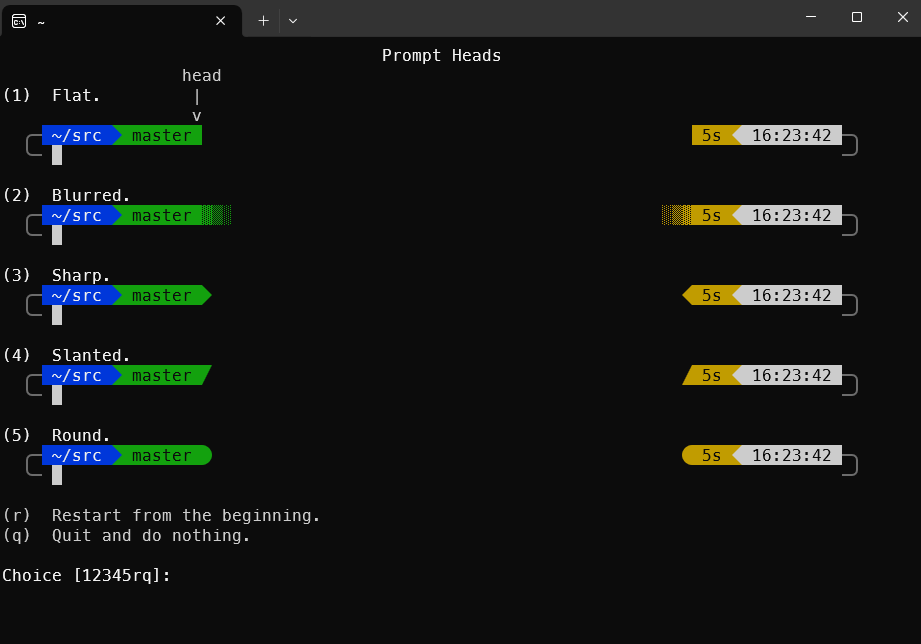 ~
Prompt Heads
head
(1) Flat. |
v
~/src master 5s 16:23:42
(2) Blurred.
~/src master 5s 16:23:42
(3) Sharp.
~/src master 5s 16:23:42
(4) Slanted.
~/src master 5s 16:23:42
(5) Round.
~/src master 5s 16:23:42
(r) Restart from the beginning.
(q) Quit and do nothing.
Choice [12345rq]: